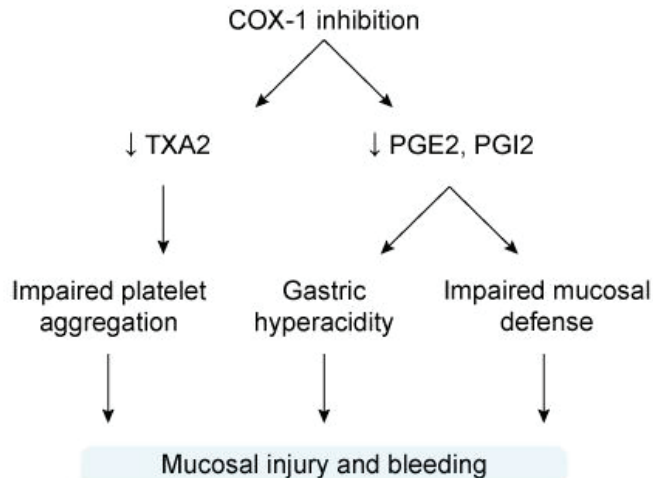 COX-1 inhibition
↓ TXA2
↓ PGE2, PGI2
Impaired platelet
aggregation
Gastric
hyperacidity
Impaired mucosal
defense
Mucosal injury and bleeding